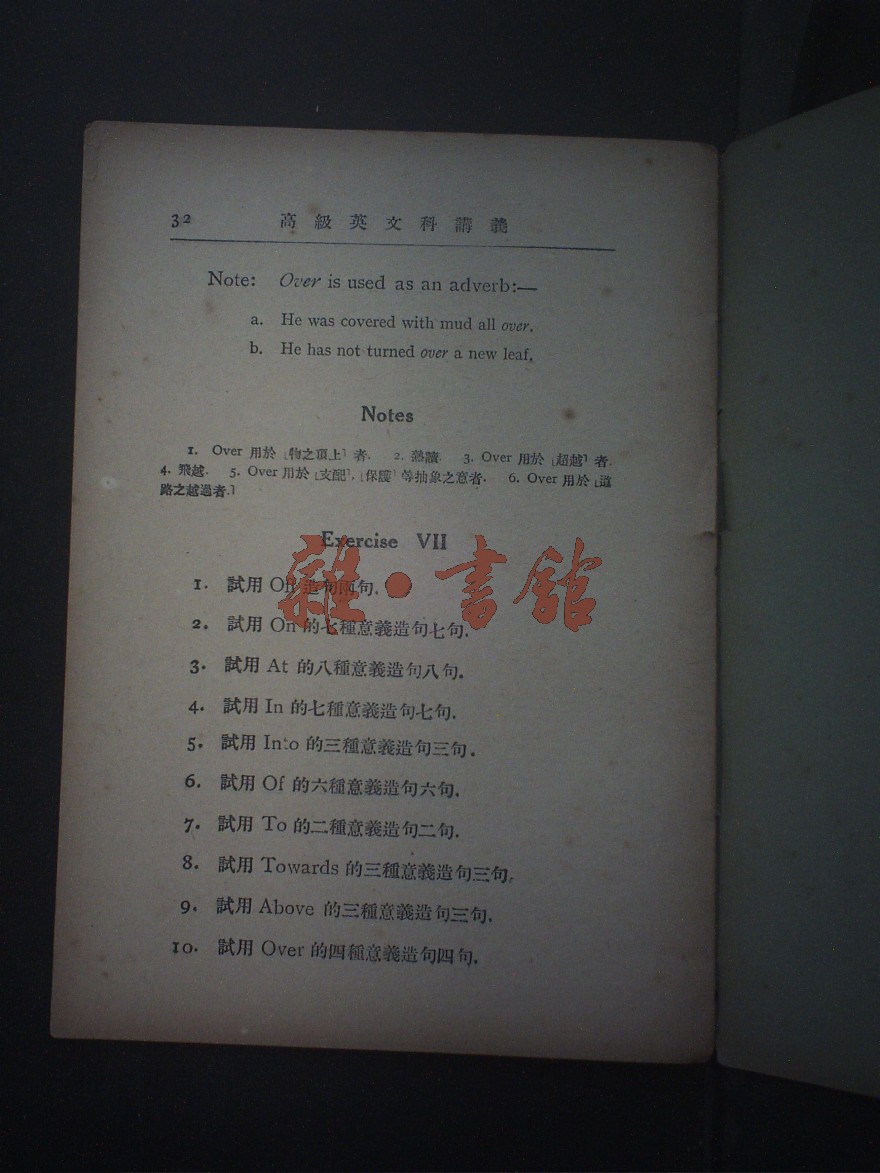 32 高級英文科講義
Note: Over is used as an adverb:—
a. He was covered with mud all over.
b. He has not turned over a new leaf.
Notes
1. Over 用於「物之頂上」者. 2. 熟讀. 3. Over 用於「超越」者.
4. 飛越. 5. Over 用於「支配」,「保護」等抽象之意者. 6. Over 用於「道
路之越過者.」
Exercise VII
1. 試用 Off 造句兩句.
2. 試用 On 的七種意義造句七句.
3. 試用 At 的八種意義造句八句.
4. 試用 In 的七種意義造句七句.
5. 試用 Into 的三種意義造句三句.
6. 試用 Of 的六種意義造句六句.
7. 試用 To 的二種意義造句二句.
8. 試用 Towards 的三種意義造句三句.
9. 試用 Above 的三種意義造句三句.
10. 試用 Over 的四種意義造句四句.
雜·書館